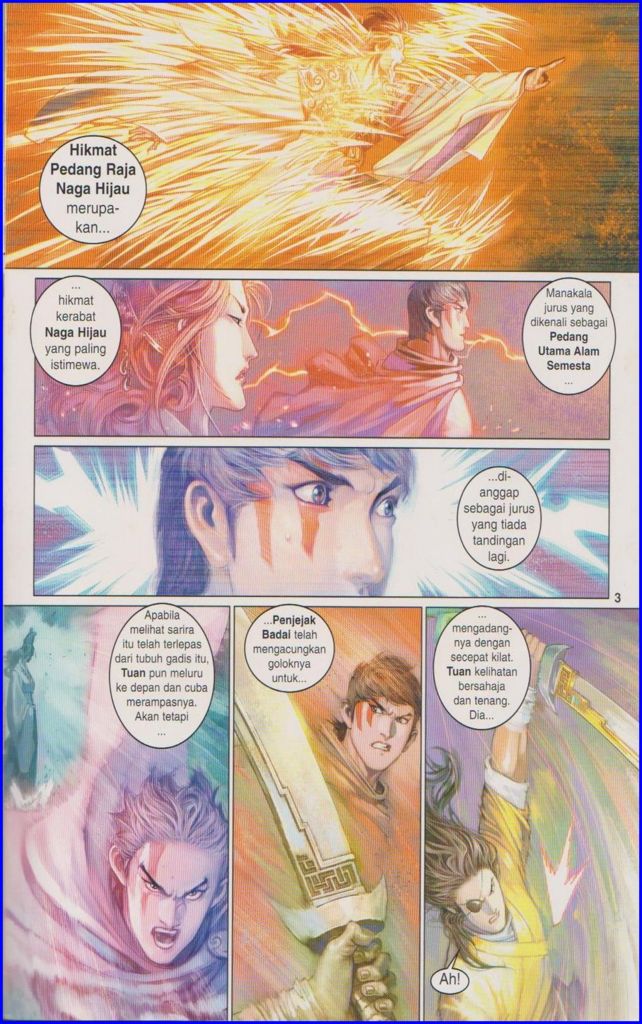 Hikmat
Pedang Raja
Naga Hijau
merupa-
kan...
...
hikmat
kerabat
Naga Hijau
yang paling
istimewa.
Manakala
jurus yang
dikenali sebagai
Pedang
Utama Alam
Semesta
...
...di-
anggap
sebagai jurus
yang tiada
tandingan
lagi.
3
Apabila
melihat sarira
itu telah terlepas
dari tubuh gadis itu,
Tuan pun meluru
ke depan dan cuba
merampasnya.
Akan tetapi
...
...Penjejak
Badai telah
mengacungkan
goloknya
untuk...
...
mengadang-
nya dengan
secepat kilat.
Tuan kelihatan
bersahaja
dan tenang.
Dia...
Ah!